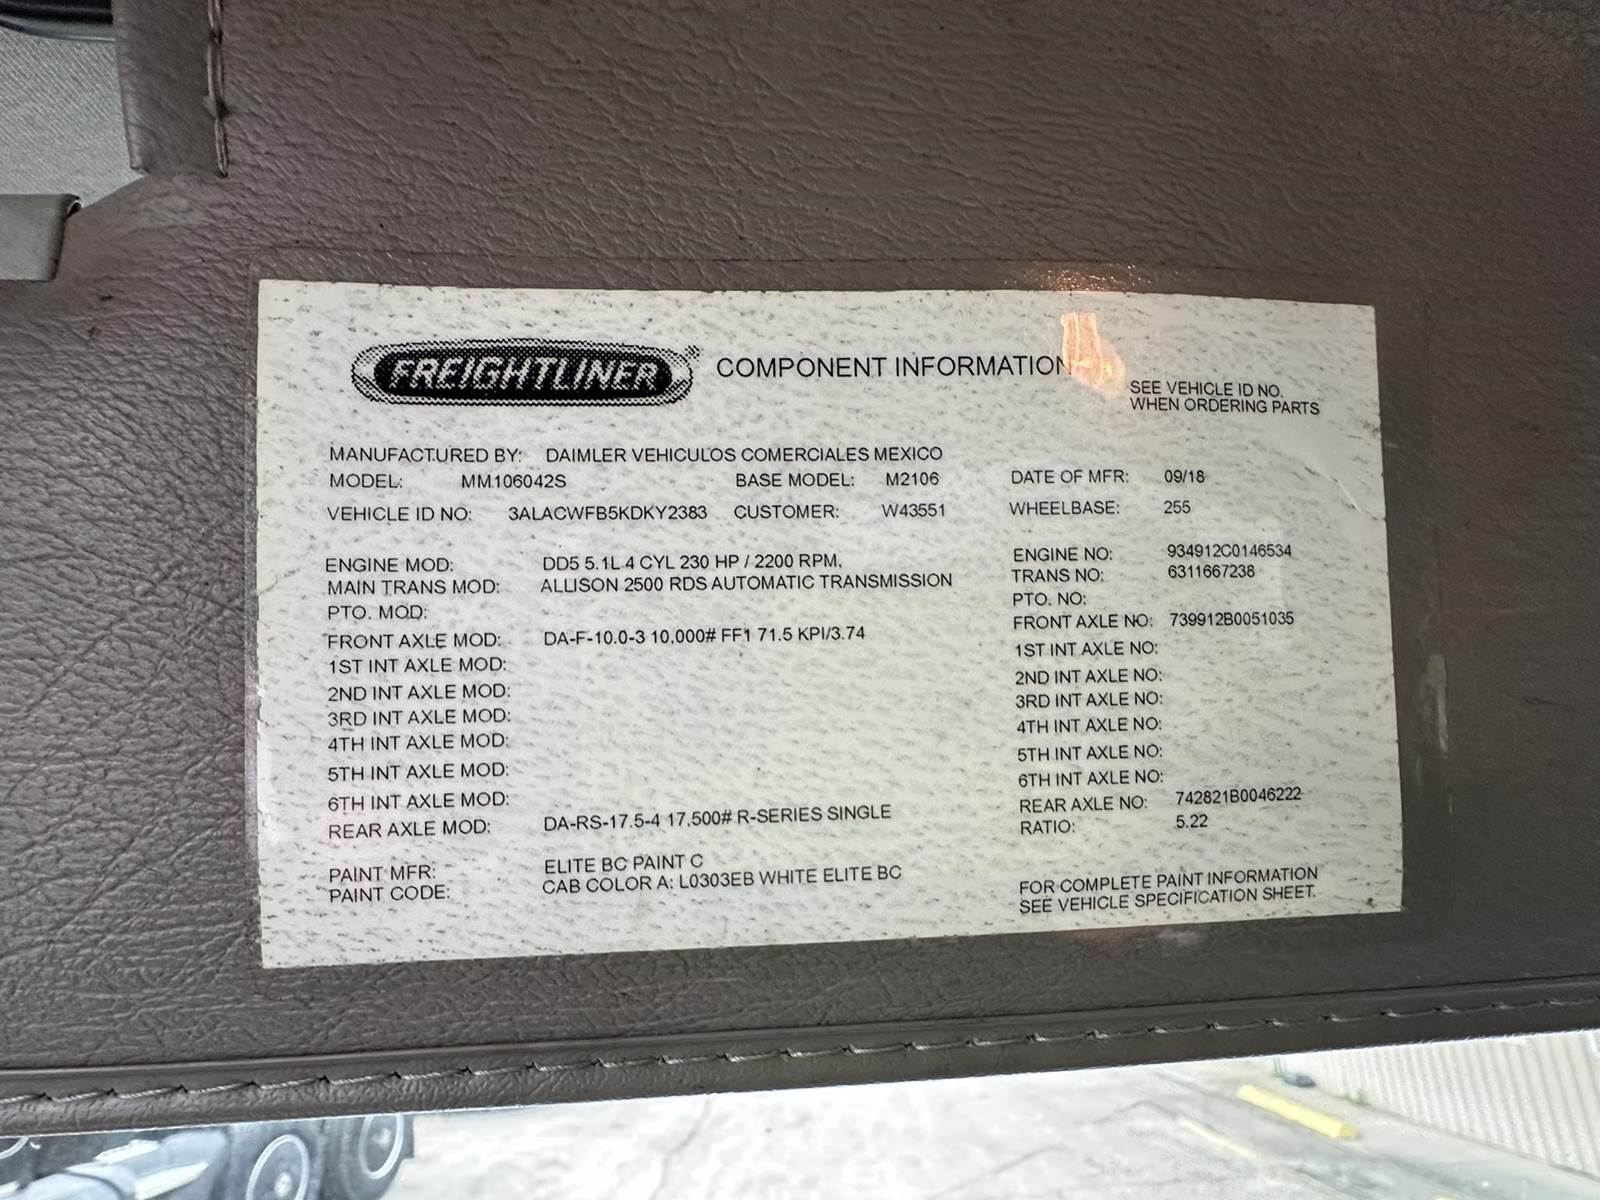 FREIGHTLINER® COMPONENT INFORMATION
SEE VEHICLE ID NO.
WHEN ORDERING PARTS
MANUFACTURED BY: DAIMLER VEHICULOS COMERCIALES MEXICO
MODEL: MM106042S BASE MODEL: M2106 DATE OF MFR: 09/18
VEHICLE ID NO: 3ALACWFB5KDKY2383 CUSTOMER: W43551 WHEELBASE: 255
ENGINE MOD: DD5 5.1L 4 CYL 230 HP / 2200 RPM, ENGINE NO: 934912C0146534
MAIN TRANS MOD: ALLISON 2500 RDS AUTOMATIC TRANSMISSION TRANS NO: 6311667238
PTO. MOD: PTO. NO:
FRONT AXLE MOD: DA-F-10.0-3 10,000# FF1 71.5 KPI/3.74 FRONT AXLE NO: 739912B0051035
1ST INT AXLE MOD: 1ST INT AXLE NO:
2ND INT AXLE MOD: 2ND INT AXLE NO:
3RD INT AXLE MOD: 3RD INT AXLE NO:
4TH INT AXLE MOD: 4TH INT AXLE NO:
5TH INT AXLE MOD: 5TH INT AXLE NO:
6TH INT AXLE MOD: 6TH INT AXLE NO:
REAR AXLE MOD: DA-RS-17.5-4 17,500# R-SERIES SINGLE REAR AXLE NO: 742821B0046222
RATIO: 5.22
PAINT MFR: ELITE BC PAINT C
PAINT CODE: CAB COLOR A: L0303EB WHITE ELITE BC
FOR COMPLETE PAINT INFORMATION
SEE VEHICLE SPECIFICATION SHEET.